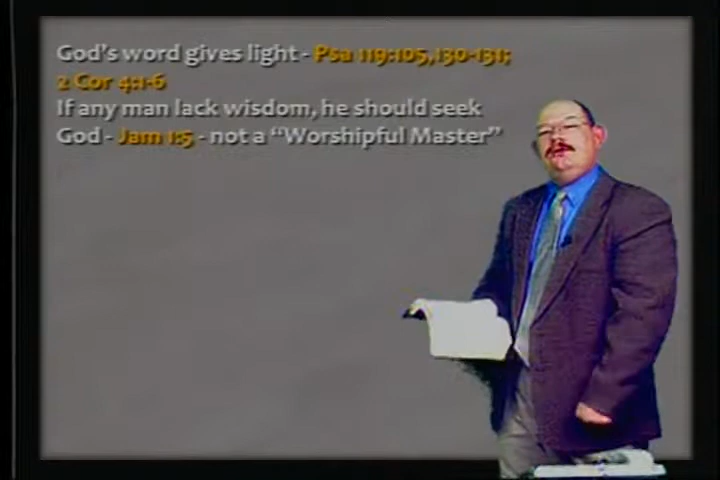 God's word gives light - Psa 119:105,130-131;
2 Cor 4:1-6
If any man lack wisdom, he should seek
God - Jam 1:5 - not a “Worshipful Master”